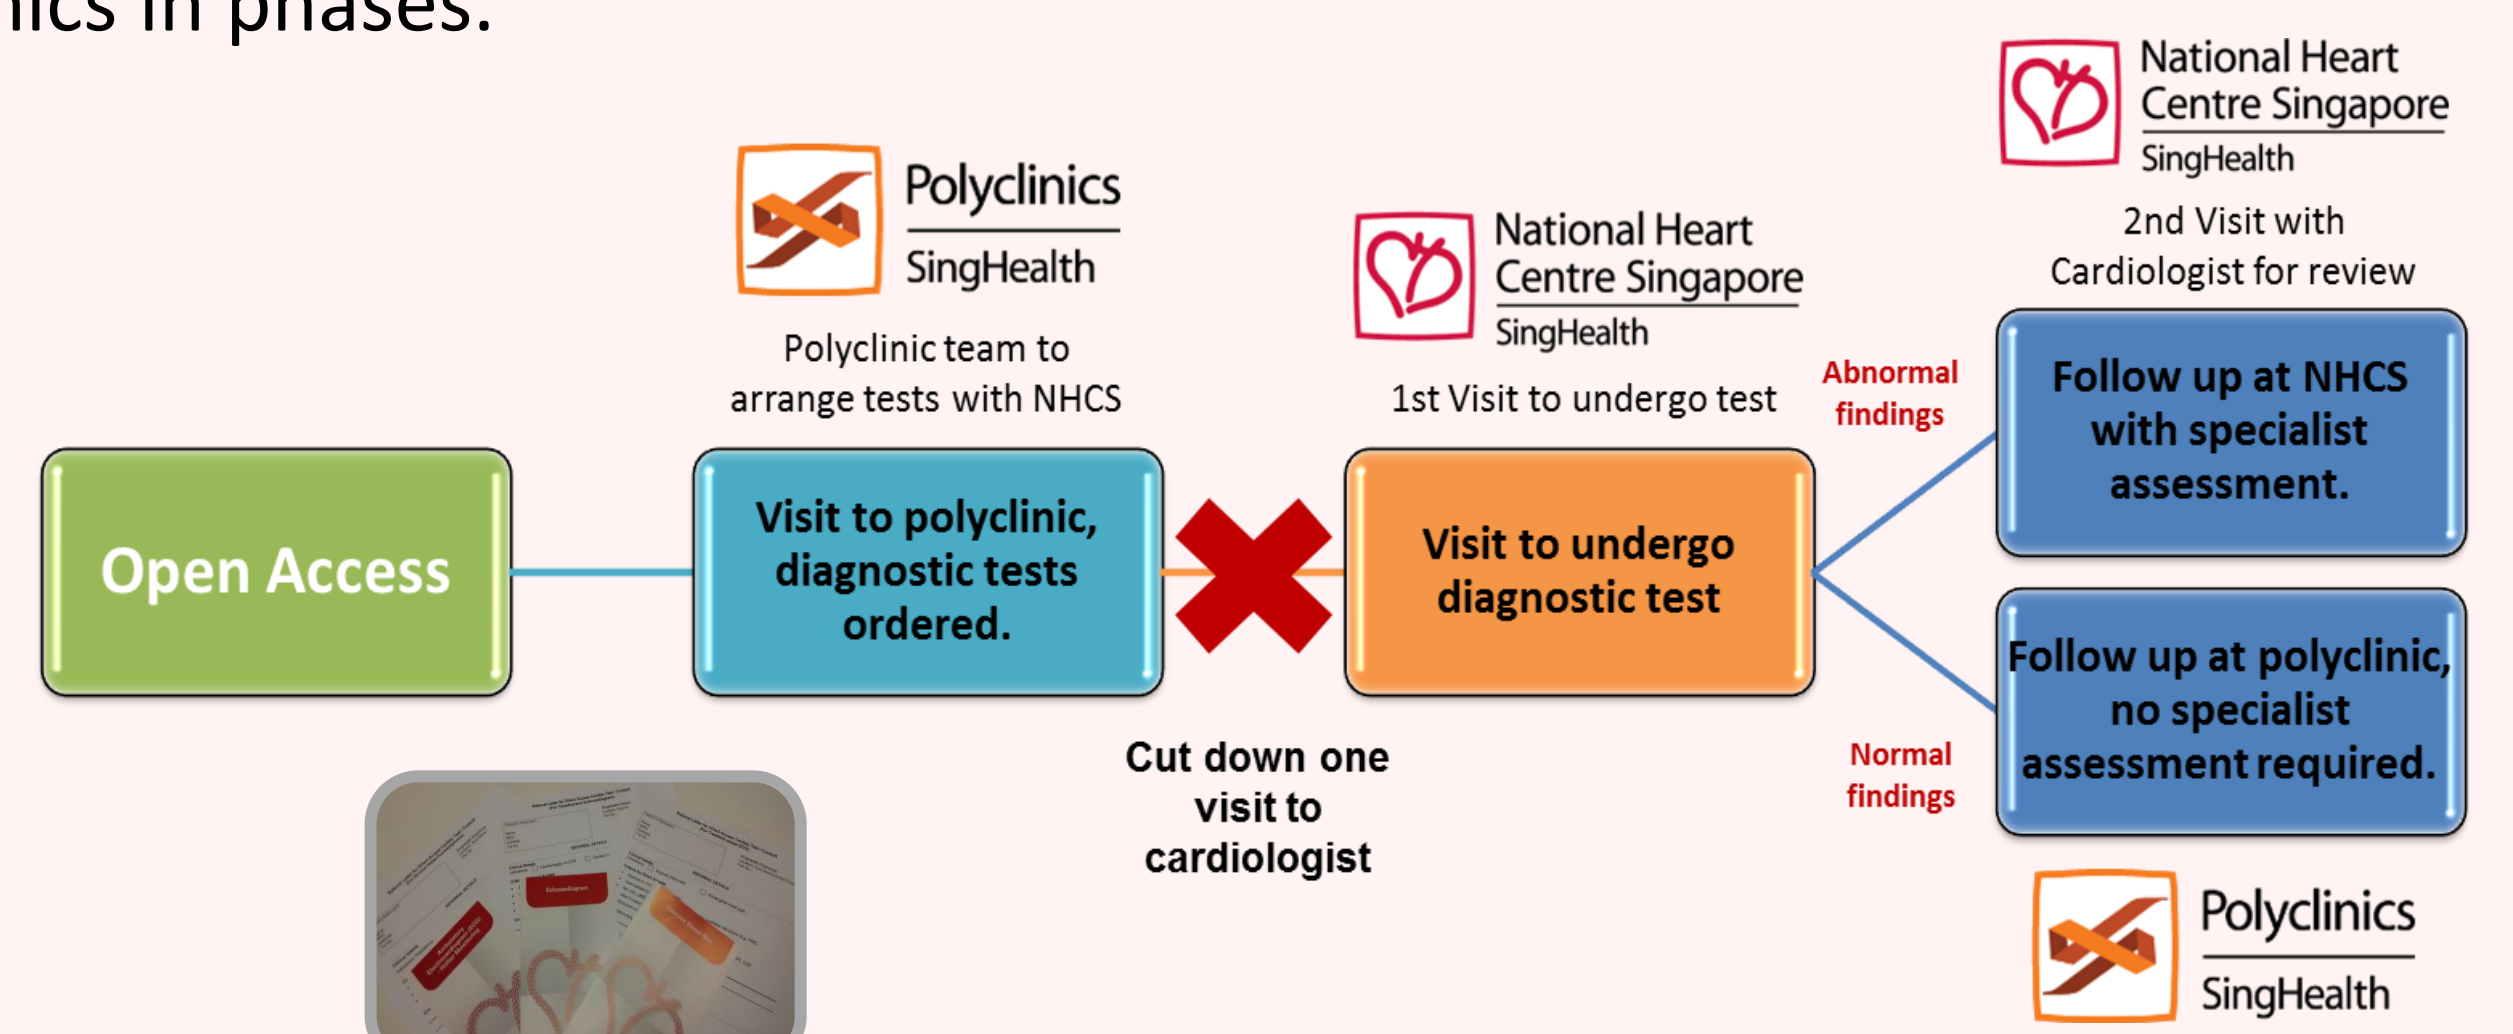 in phases.
National Heart
Centre Singapore
SingHealth
2nd Visit with
Cardiologist for review
Polyclinics
SingHealth
Polyclinic team to
arrange tests with NHCS
National Heart
Centre Singapore
SingHealth
1st Visit to undergo test
Abnormal
findings
Open Access
Visit to polyclinic,
diagnostic tests
ordered.
Visit to undergo
diagnostic test
Follow up at NHCS
with specialist
assessment.
Follow up at polyclinic,
no specialist
assessment required.
Cut down one
visit to
cardiologist
Normal
findings
Polyclinics
SingHealth
Echocardiogram